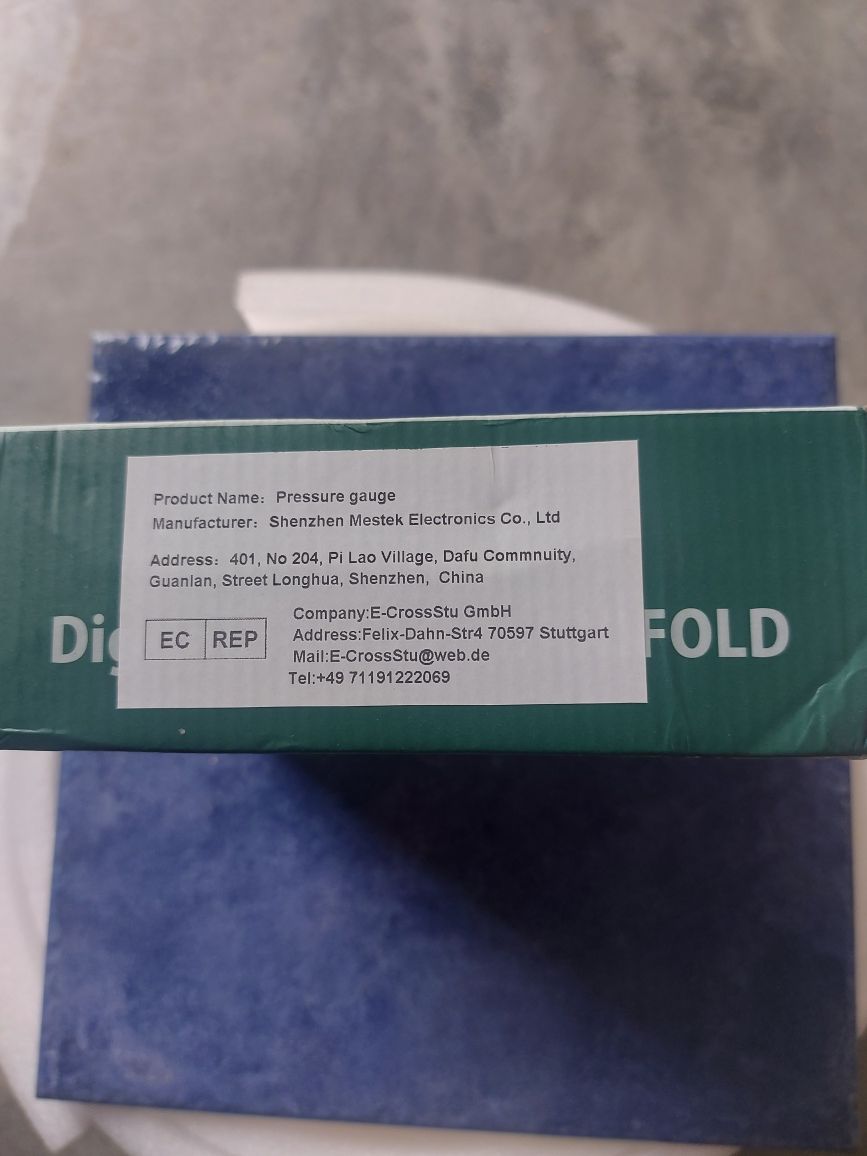 Product Name: Pressure gauge
Manufacturer: Shenzhen Mestek Electronics Co., Ltd
Address: 401, No 204, Pi Lao Village, Dafu Commnuity,
Guanlan, Street Longhua, Shenzhen, China
EC REP
Company:E-CrossStu GmbH
Address:Felix-Dahn-Str4 70597 Stuttgart
Mail:E-CrossStu@web.de
Tel:+49 71191222069
Dig FOLD